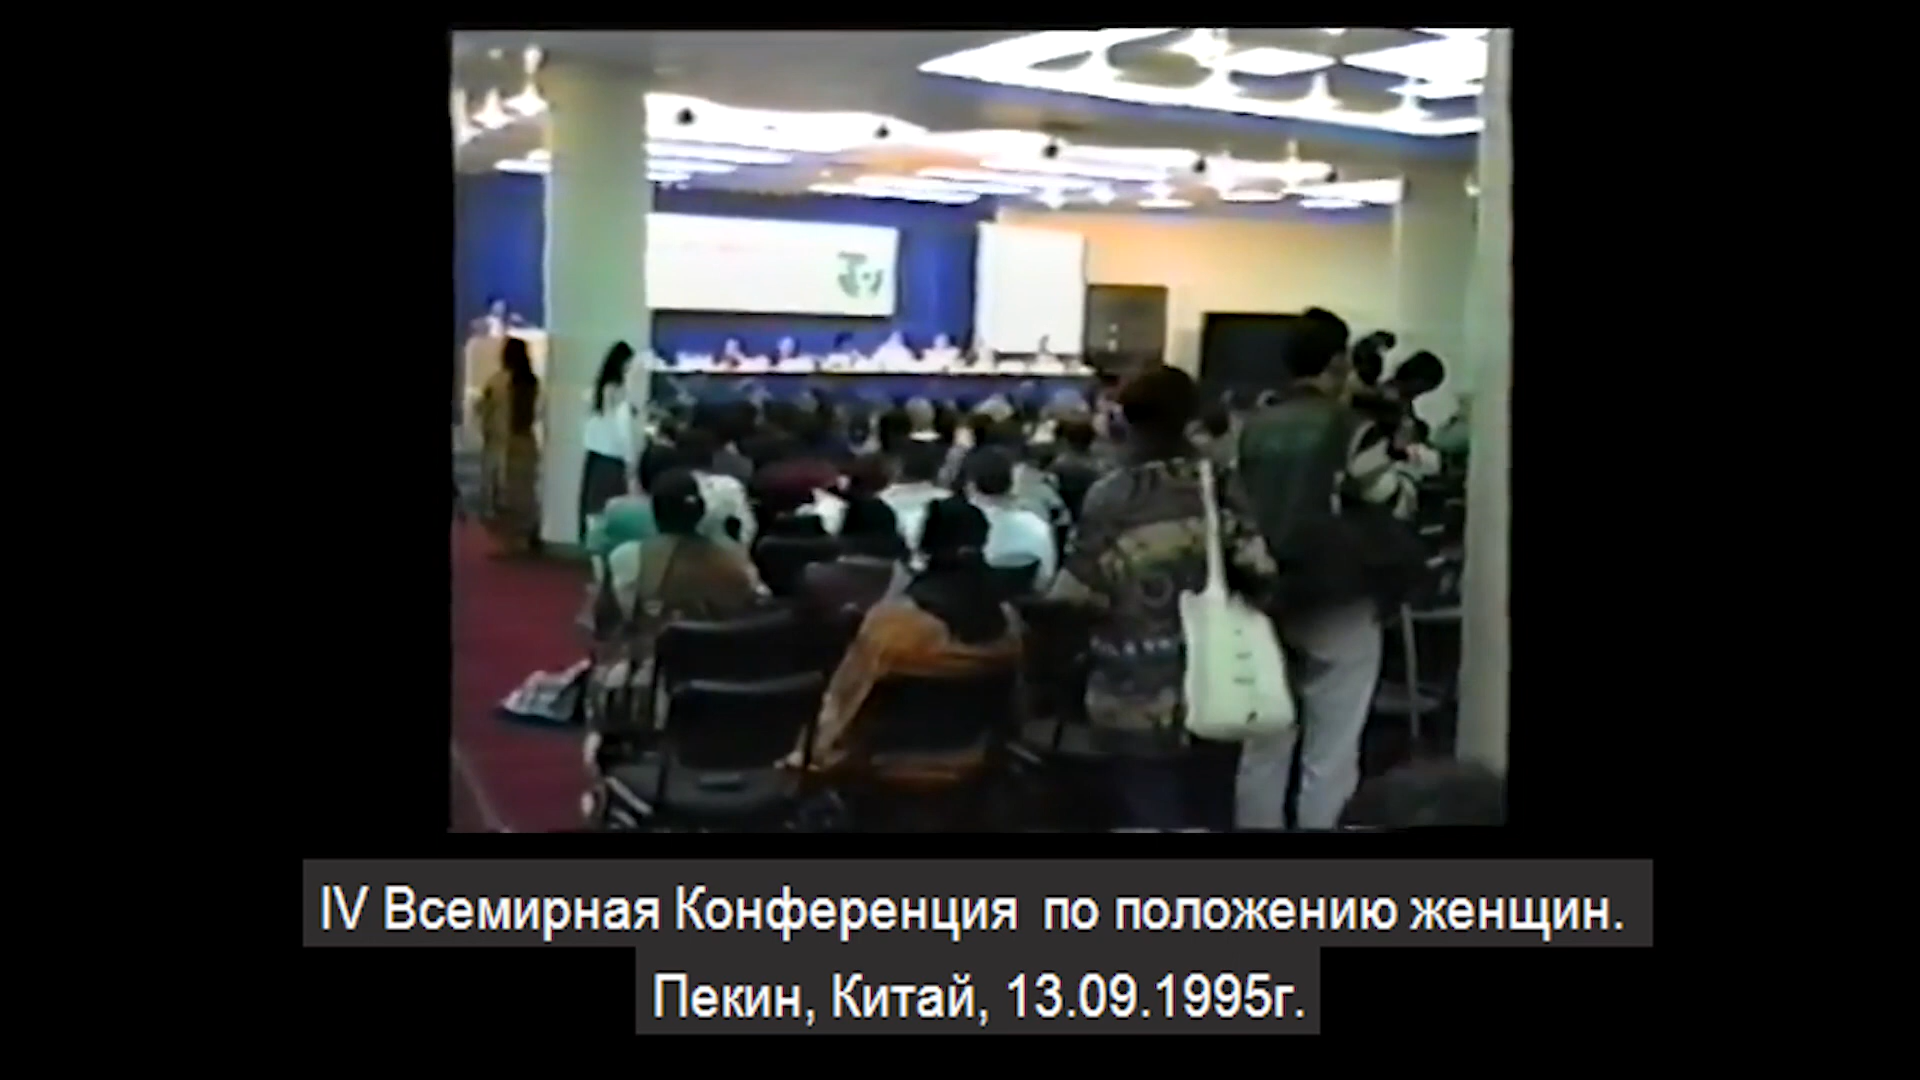 IV Всемирная Конференция по положению женщин.
Пекин, Китай, 13.09.1995г.